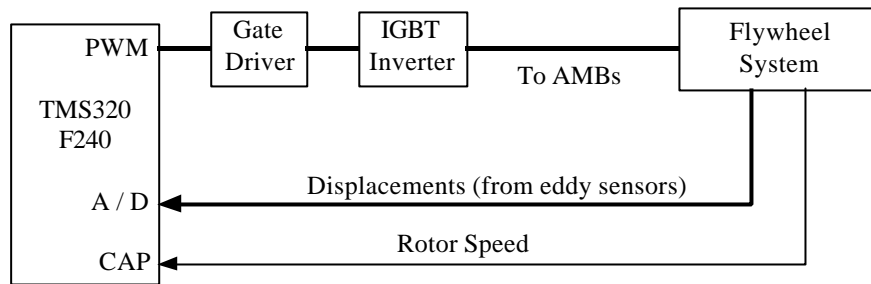 PWM
Gate
Driver
IGBT
Inverter
To AMBs
Flywheel
System
TMS320
F240
A / D
Displacements (from eddy sensors)
CAP
Rotor Speed